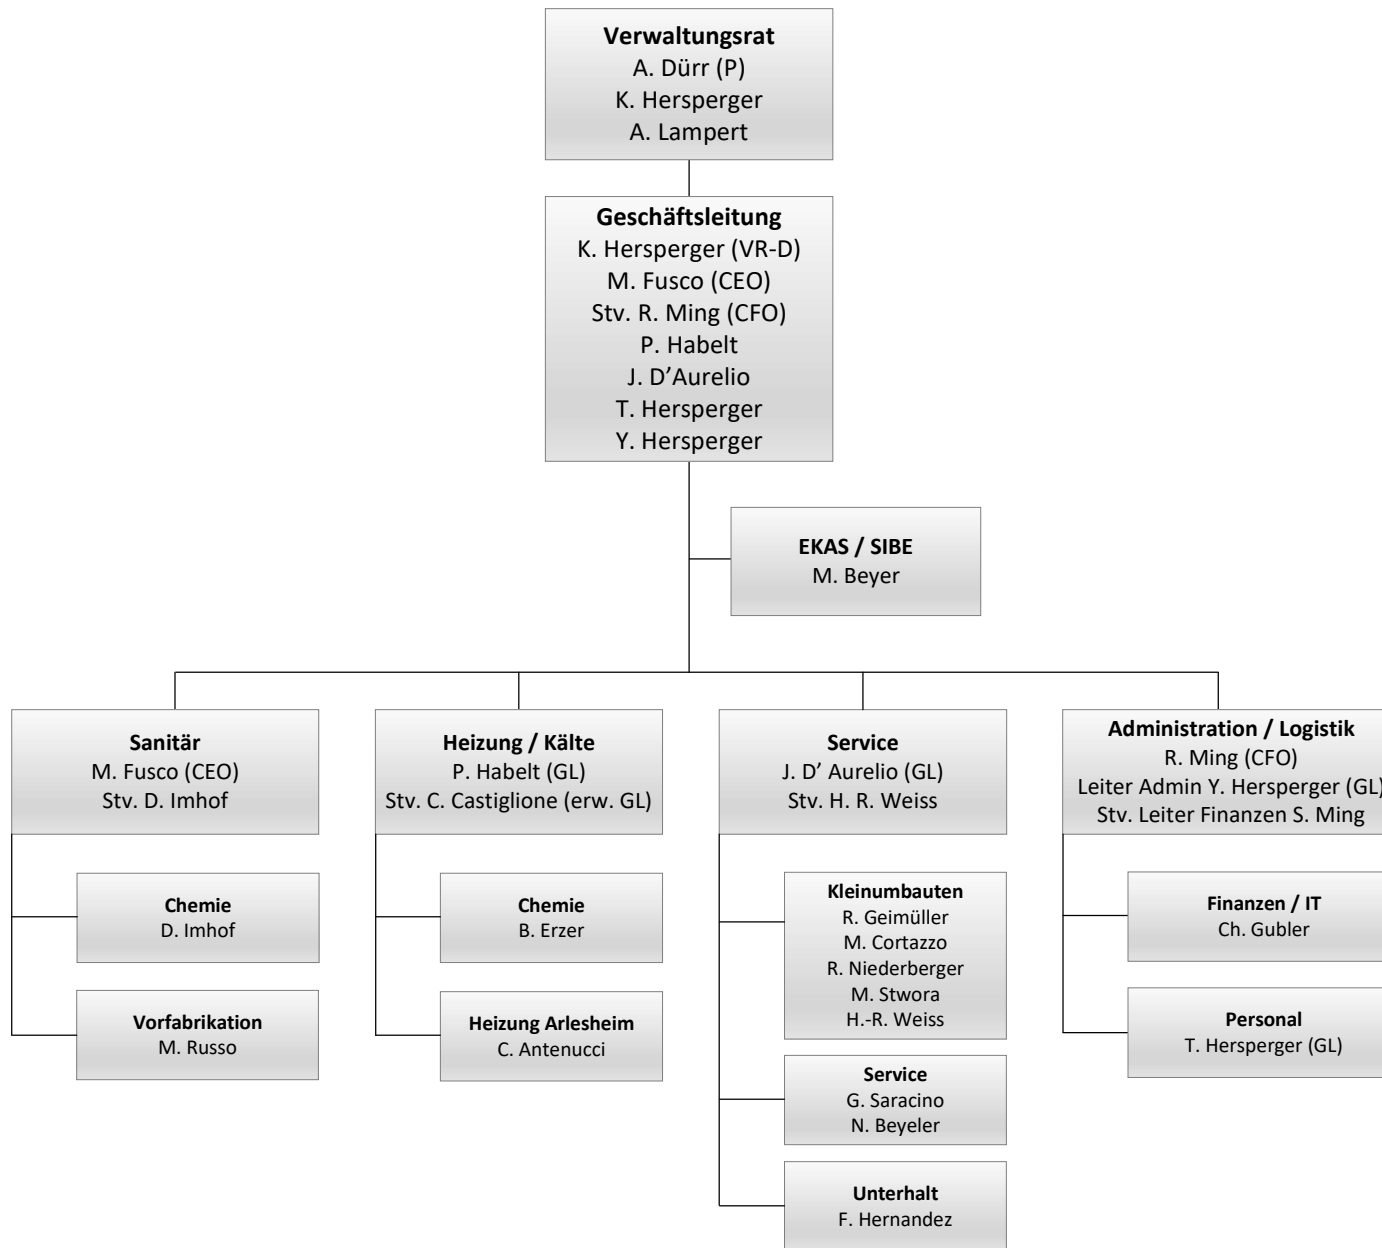 Verwaltungsrat
A. Dürr (P)
K. Hersperger
A. Lampert
Geschäftsleitung
K. Hersperger (VR-D)
M. Fusco (CEO)
Stv. R. Ming (CFO)
P. Habelt
J. D’Aurelio
T. Hersperger
Y. Hersperger
EKAS / SIBE
M. Beyer
Sanitär
M. Fusco (CEO)
Stv. D. Imhof
Chemie
D. Imhof
Vorfabrikation
M. Russo
Heizung / Kälte
P. Habelt (GL)
Stv. C. Castiglione (erw. GL)
Chemie
B. Erzer
Heizung Arlesheim
C. Antenucci
Service
J. D’ Aurelio (GL)
Stv. H. R. Weiss
Kleinumbauten
R. Geimüller
M. Cortazzo
R. Niederberger
M. Stwora
H.-R. Weiss
Service
G. Saracino
N. Beyeler
Unterhalt
F. Hernandez
Administration / Logistik
R. Ming (CFO)
Leiter Admin Y. Hersperger (GL)
Stv. Leiter Finanzen S. Ming
Finanzen / IT
Ch. Gubler
Personal
T. Hersperger (GL)